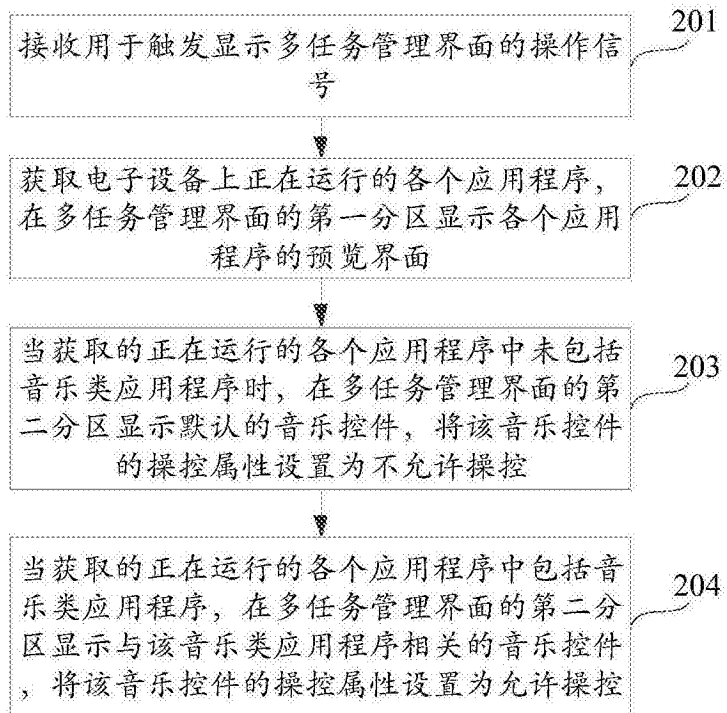 201
接收用于触发显示多任务管理界面的操作信
号
202
获取电子设备上正在运行的各个应用程序，
在多任务管理界面的第一分区显示各个应用
程序的预览界面
203
当获取的正在运行的各个应用程序中未包括
音乐类应用程序时，在多任务管理界面的第
二分区显示默认的音乐控件，将该音乐控件
的操控属性设置为不允许操控
204
当获取的正在运行的各个应用程序中包括音
乐类应用程序，在多任务管理界面的第二分
区显示与该音乐类应用程序相关的音乐控件
，将该音乐控件的操控属性设置为允许操控